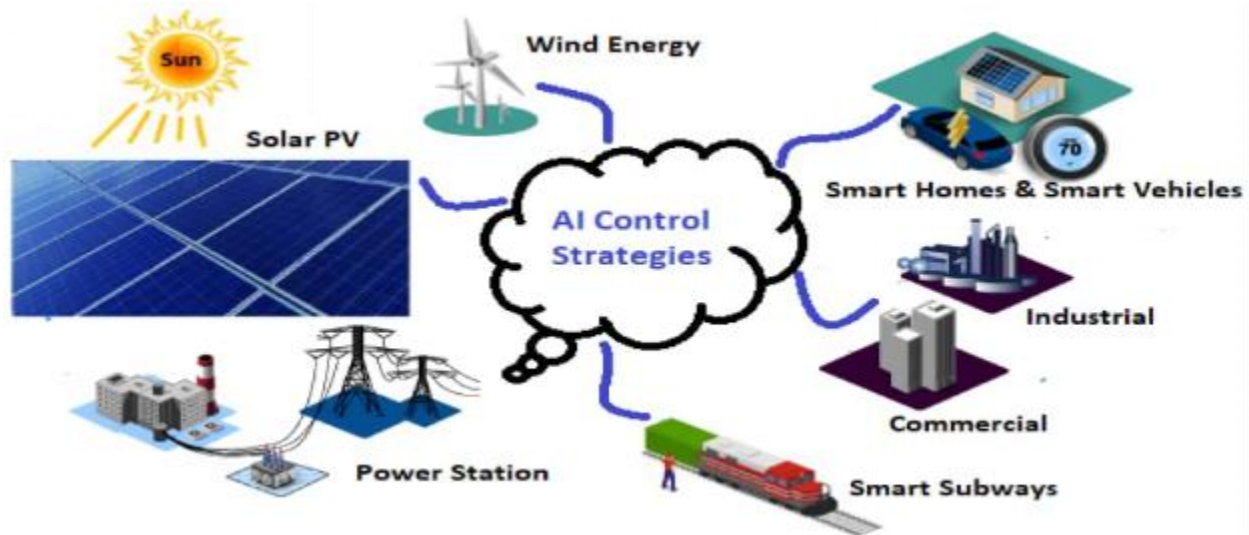 Sun
Wind Energy
Solar PV
AI Control
Strategies
70
Smart Homes & Smart Vehicles
Industrial
Commercial
Power Station
Smart Subways